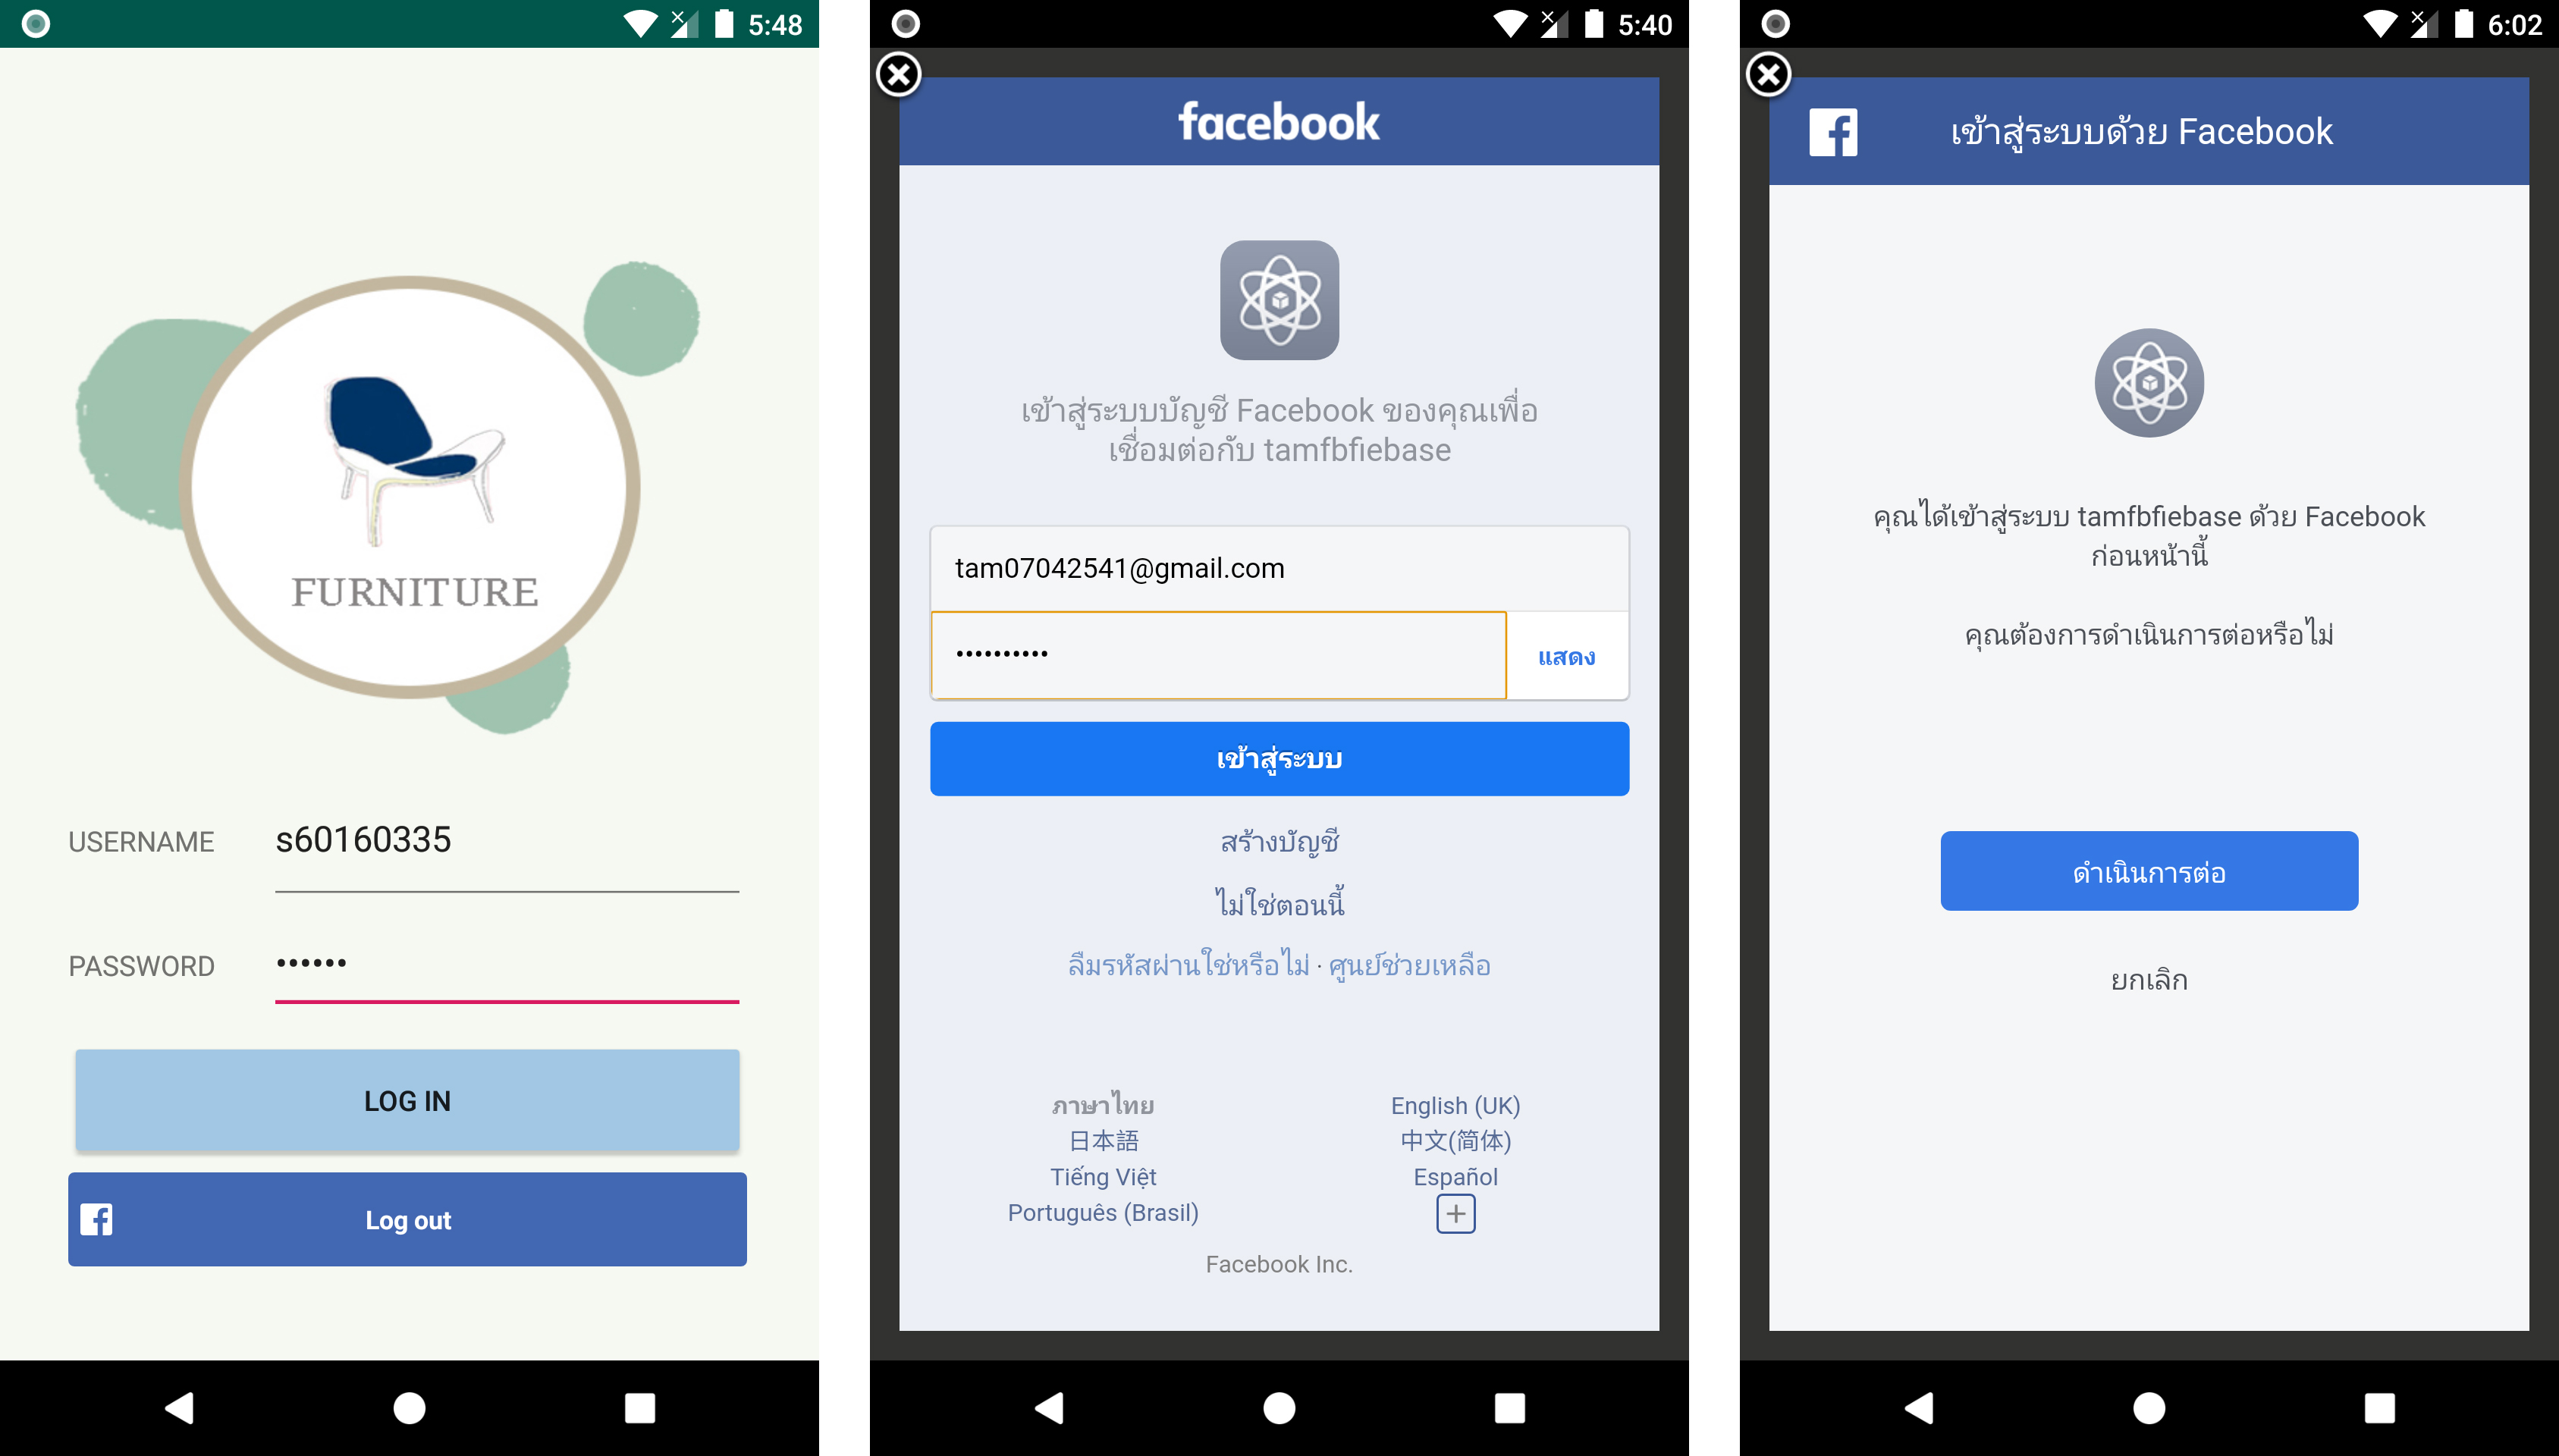 5:48
FURNITURE
USERNAME s60160335
PASSWORD ••••••
LOG IN
Log out
5:40
facebook
เข้าสู่ระบบบัญชี Facebook ของคุณเพื่อ
เชื่อมต่อกับ tamfbfiebase
tam07042541@gmail.com
•••••••••• แสดง
เข้าสู่ระบบ
สร้างบัญชี
ไม่ใช่ตอนนี้
ลืมรหัสผ่านใช่หรือไม่ · ศูนย์ช่วยเหลือ
ภาษาไทย English (UK)
日本語 中文(简体)
Tiếng Việt Español
Português (Brasil)
Facebook Inc.
6:02
เข้าสู่ระบบด้วย Facebook
คุณได้เข้าสู่ระบบ tamfbfiebase ด้วย Facebook
ก่อนหน้านี้
คุณต้องการดำเนินการต่อหรือไม่
ดำเนินการต่อ
ยกเลิก